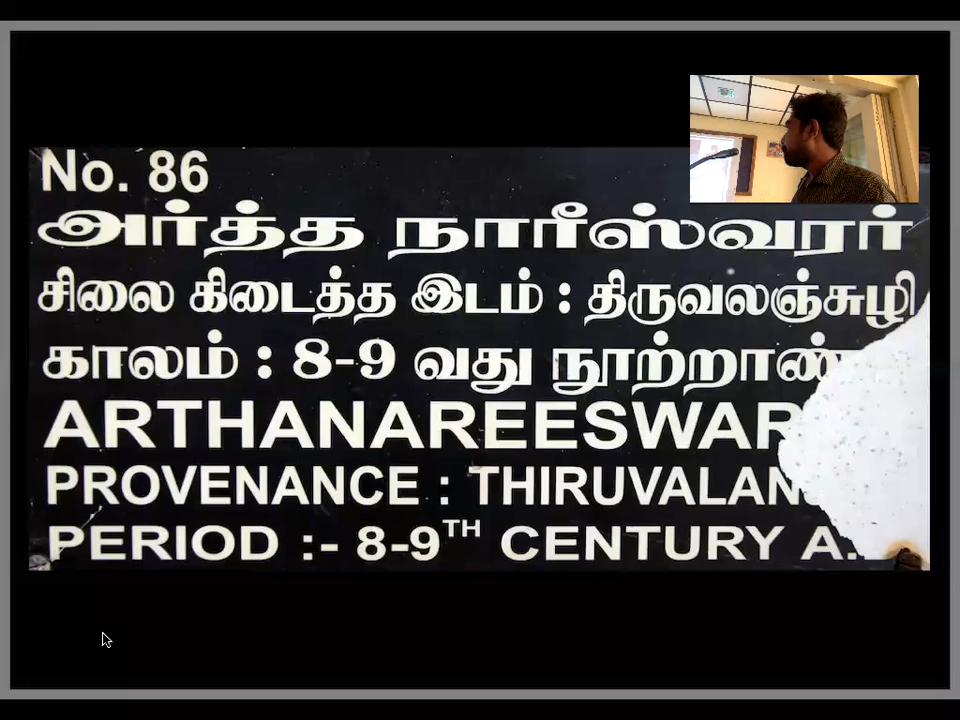 No. 86
அர்த்த நாரீஸ்வரர்
சிலை கிடைத்த இடம் : திருவலஞ்சுழி
காலம் : 8-9 வது
ARTHANAREESWAR
PROVENANCE : THIRUVALAN
PERIOD :- 8-9TH CENTURY A.